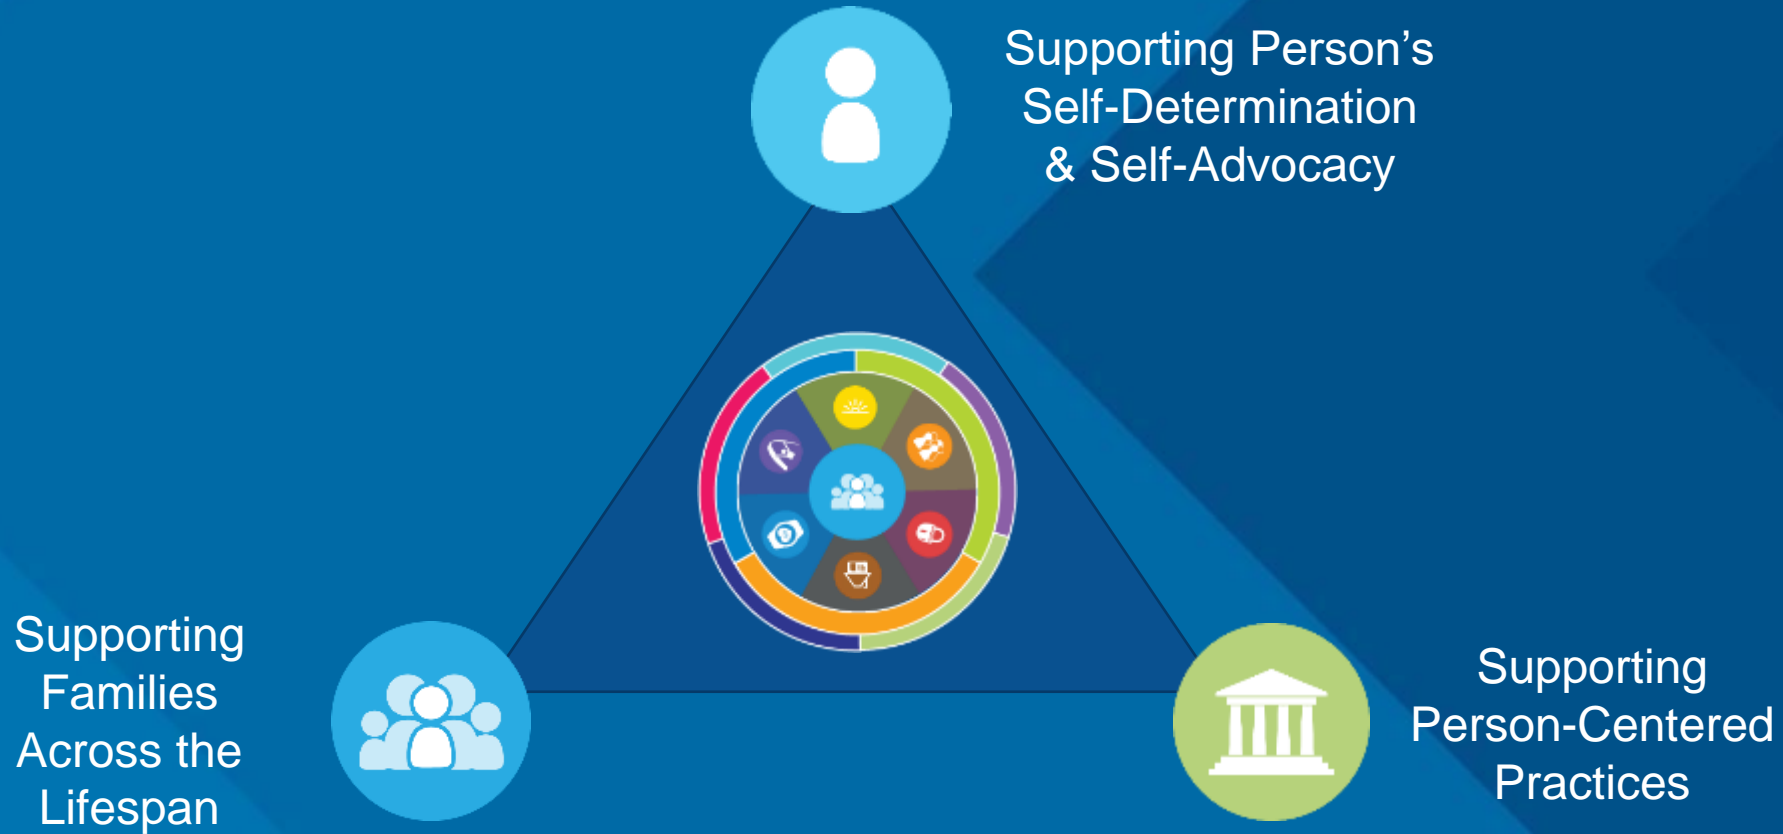 Supporting Person’s
Self-Determination
& Self-Advocacy
Supporting
Families
Across the
Lifespan
Supporting
Person-Centered
Practices